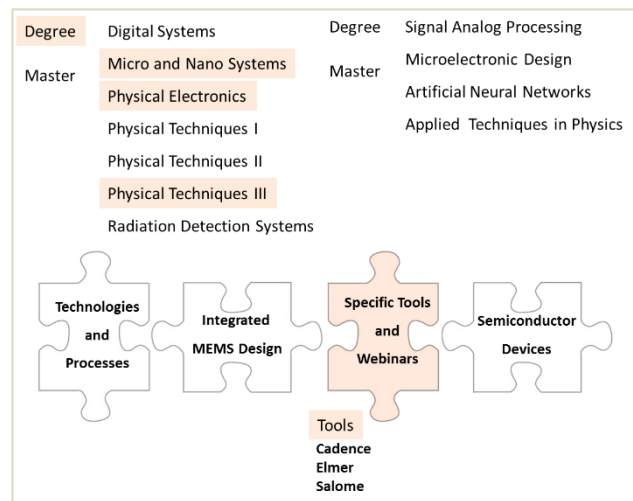 Degree
Digital Systems
Master
Micro and Nano Systems
Physical Electronics
Physical Techniques I
Physical Techniques II
Physical Techniques III
Radiation Detection Systems
Degree
Signal Analog Processing
Master
Microelectronic Design
Artificial Neural Networks
Applied Techniques in Physics
Technologies
and
Processes
Integrated
MEMS Design
Specific Tools
and
Webinars
Semiconductor
Devices
Tools
Cadence
Elmer
Salome